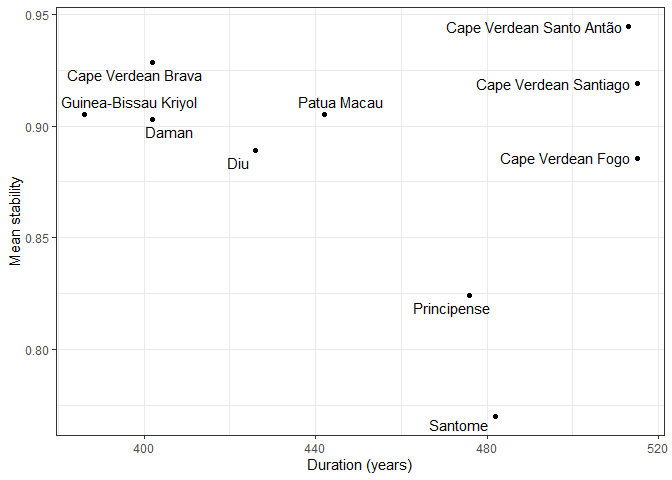 0.95
Cape Verdean Santo Antão
Cape Verdean Brava
Cape Verdean Santiago
Guinea-Bissau Kriyol
Patua Macau
0.90
Daman
Diu
Cape Verdean Fogo
Mean stability
0.85
Principense
0.80
Santome
400
440
480
520
Duration (years)